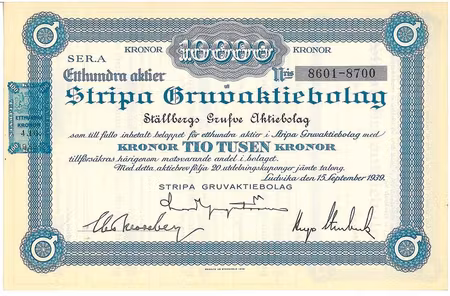 KRONOR 10000 KRONOR
SER.A
Etthundra aktier Nris 8601-8700
Stripa Gruvaktiebolag
Ställbergs Grufve Aktiebolag
som till fullo inbetalt beloppet för etthundra aktier i Stripa Gruvaktiebolag med
KRONOR TIO TUSEN KRONOR
tillförsäkras härigenom motsvarande andel i bolaget.
Med detta aktiebrev följa 20 utdelningskuponger jämte talong.
Ludvika den 15 September 1939.
STRIPA GRUVAKTIEBOLAG